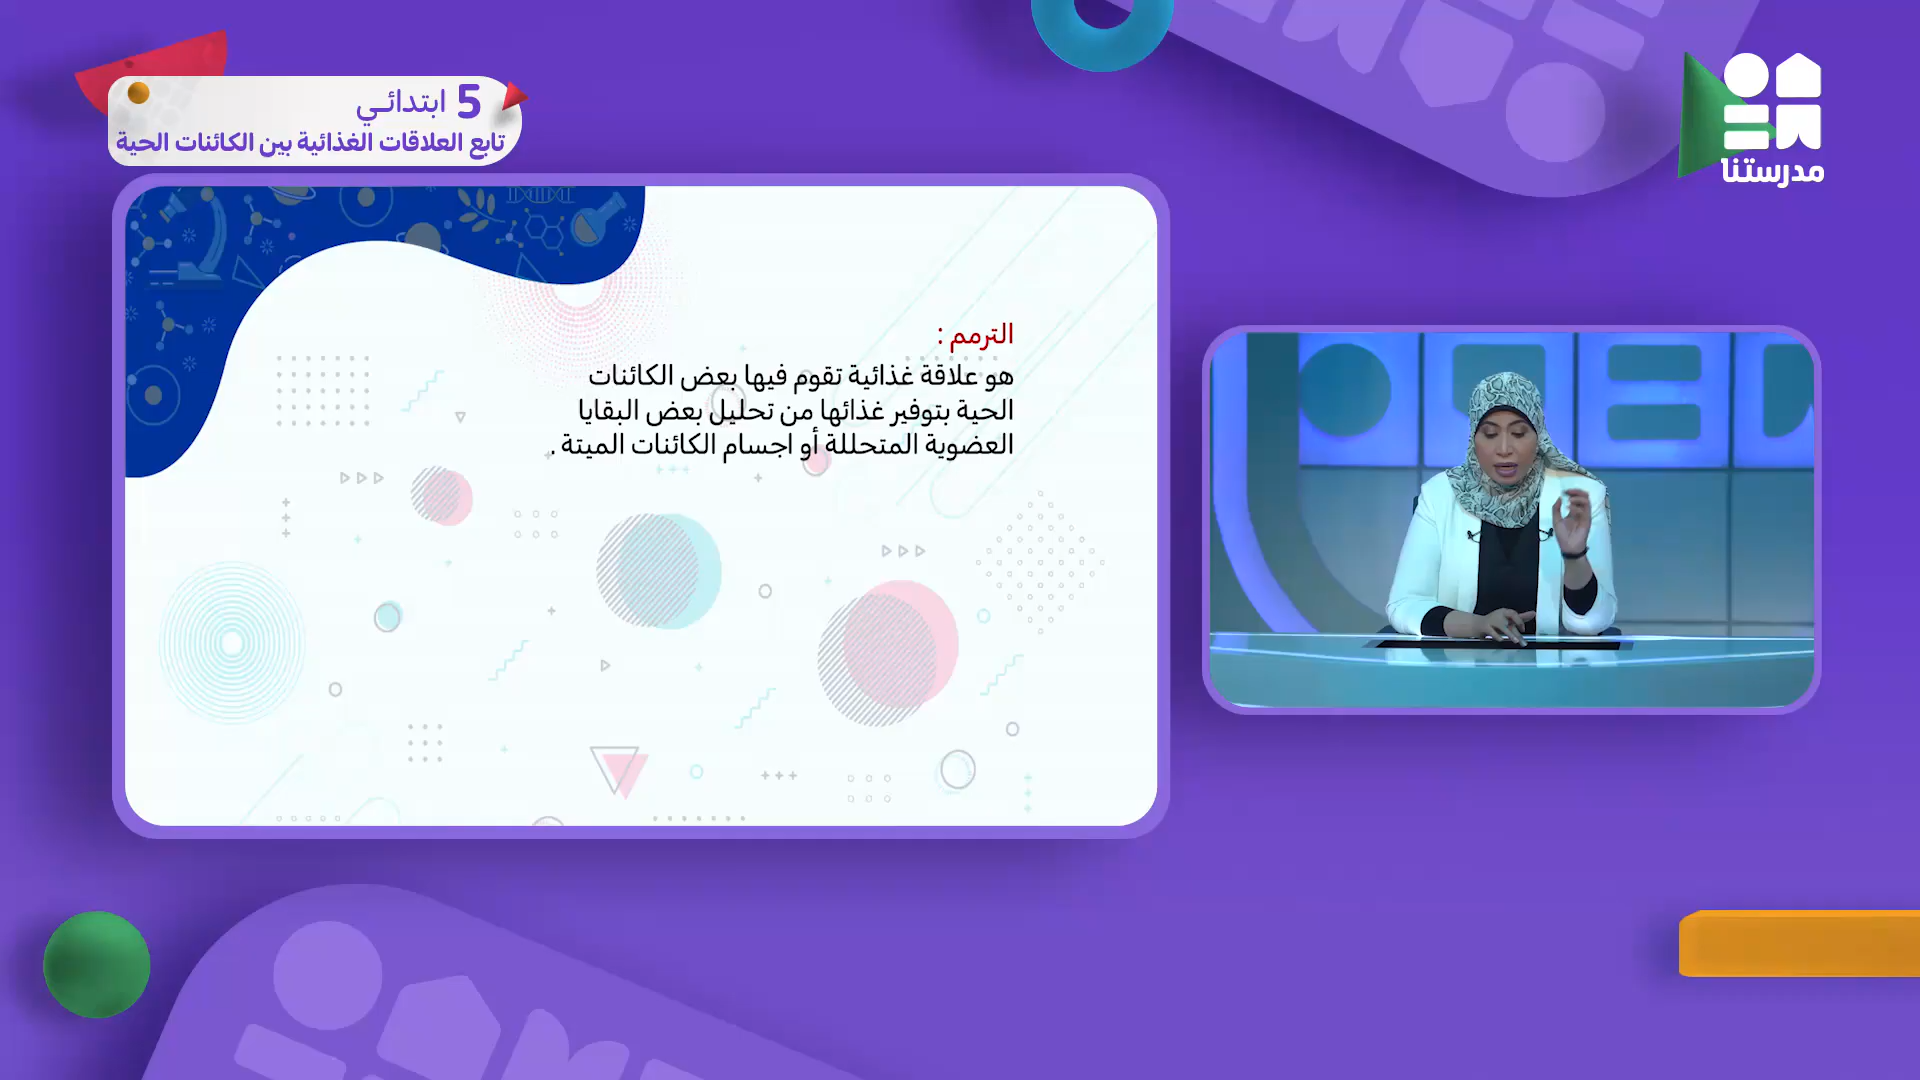 5 ابتدائي
تابع العلاقات الغذائية بين الكائنات الحية
مدرستنا
الترمم :
هو علاقة غذائية تقوم فيها بعض الكائنات
الحية بتوفير غذائها من تحليل بعض البقايا
العضوية المتحللة أو اجسام الكائنات الميتة .